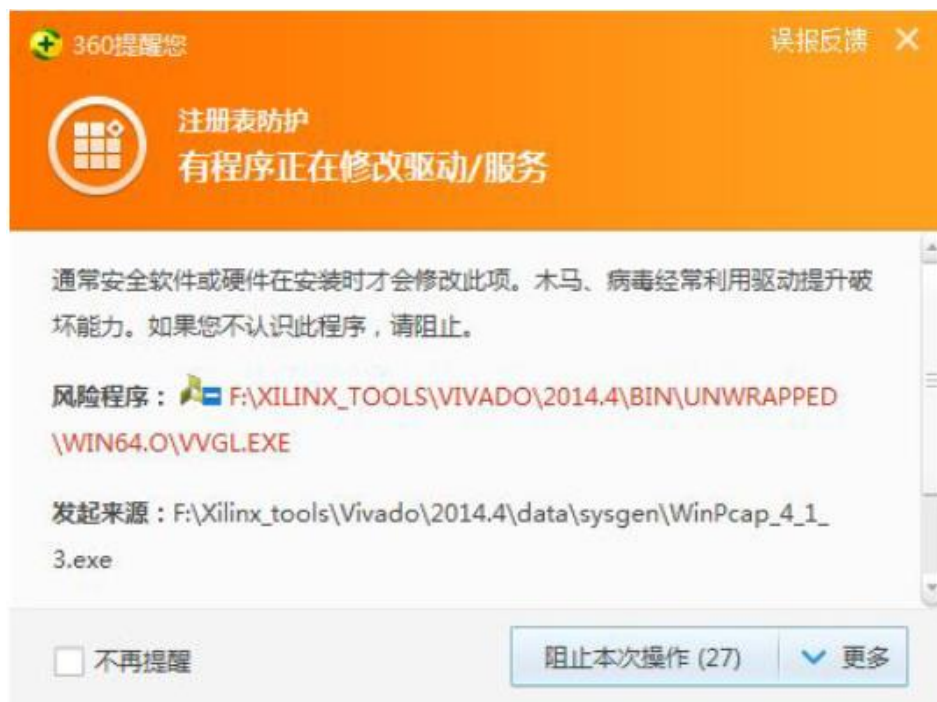 360提醒您
误报反馈
注册表防护
有程序正在修改驱动/服务
通常安全软件或硬件在安装时才会修改此项。木马、病毒经常利用驱动提升破
坏能力。如果您不认识此程序，请阻止。
风险程序： F:\XILINX_TOOLS\VIVADO\2014.4\BIN\UNWRAPPED
\WIN64.O\VVGL.EXE
发起来源：F:\Xilinx_tools\Vivado\2014.4\data\sysgen\WinPcap_4_1_
3.exe
不再提醒
阻止本次操作 (27)
更多